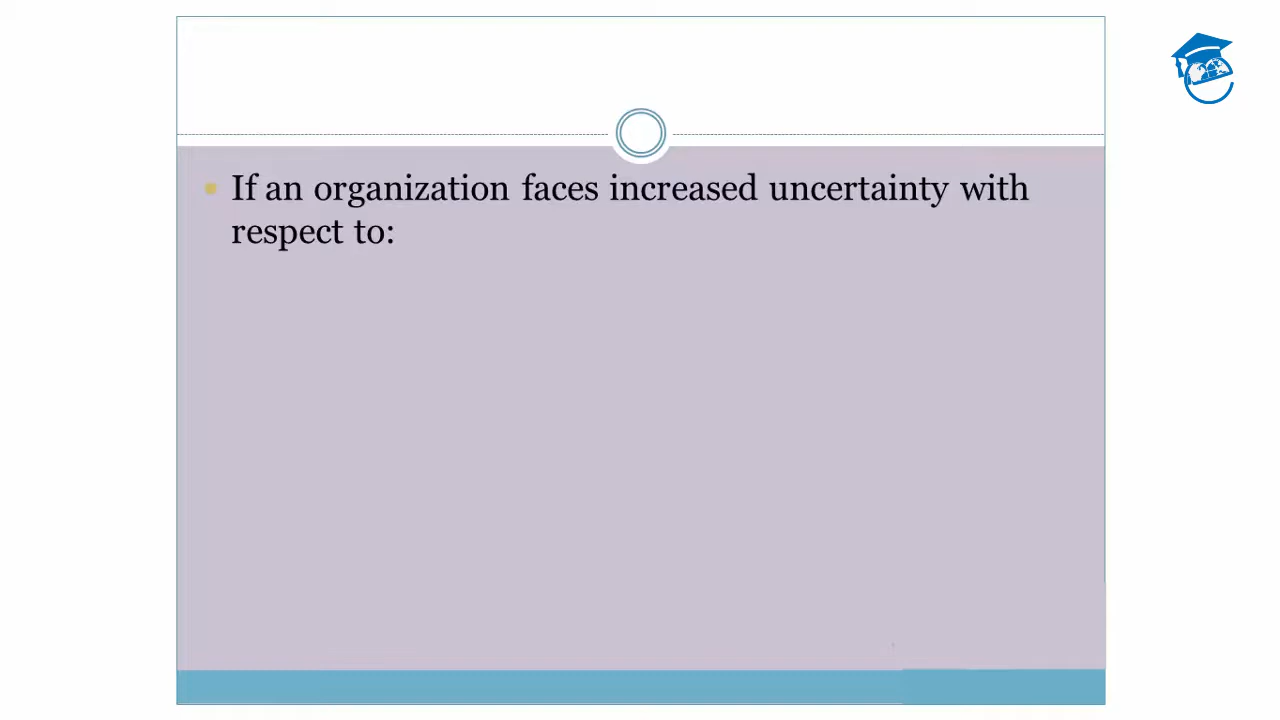 If an organization faces increased uncertainty with
respect to: